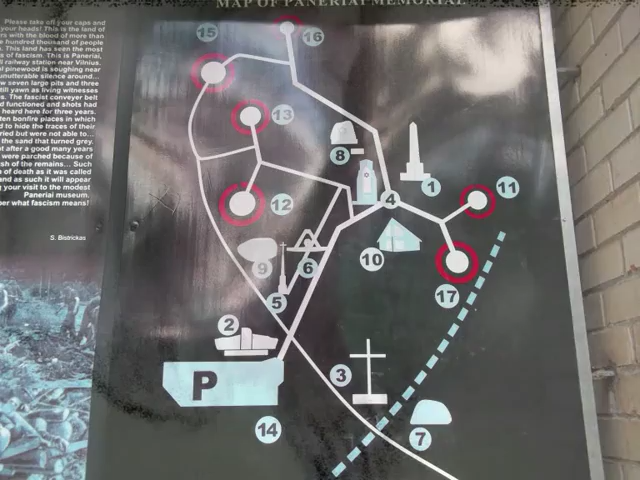 MAP OF PANERIAI MEMORIAL
Please take off your caps and
your heads! This is the land of
with the blood of more than
hundred thousand people
This land has seen the most
of fascism. This is Paneriai,
railway station near Vilnius.
pinewood is soughing near
unutterable silence around...
seven large pits and three
still yawn as living witnesses
The fascist conveyer belt
functioned and shots had
heard here for three years.
bonfire places in which
to hide the traces of their
but were not able to...
the sand that turned grey.
after a good many years
were parched because of
of the remains... Such
of death as it was called
and as such it will appear
your visit to the modest
Paneriai museum.
what fascism means!
S. Bistrickas
15
16
13
8
1
11
4
12
10
9
6
17
5
2
P
3
7
14